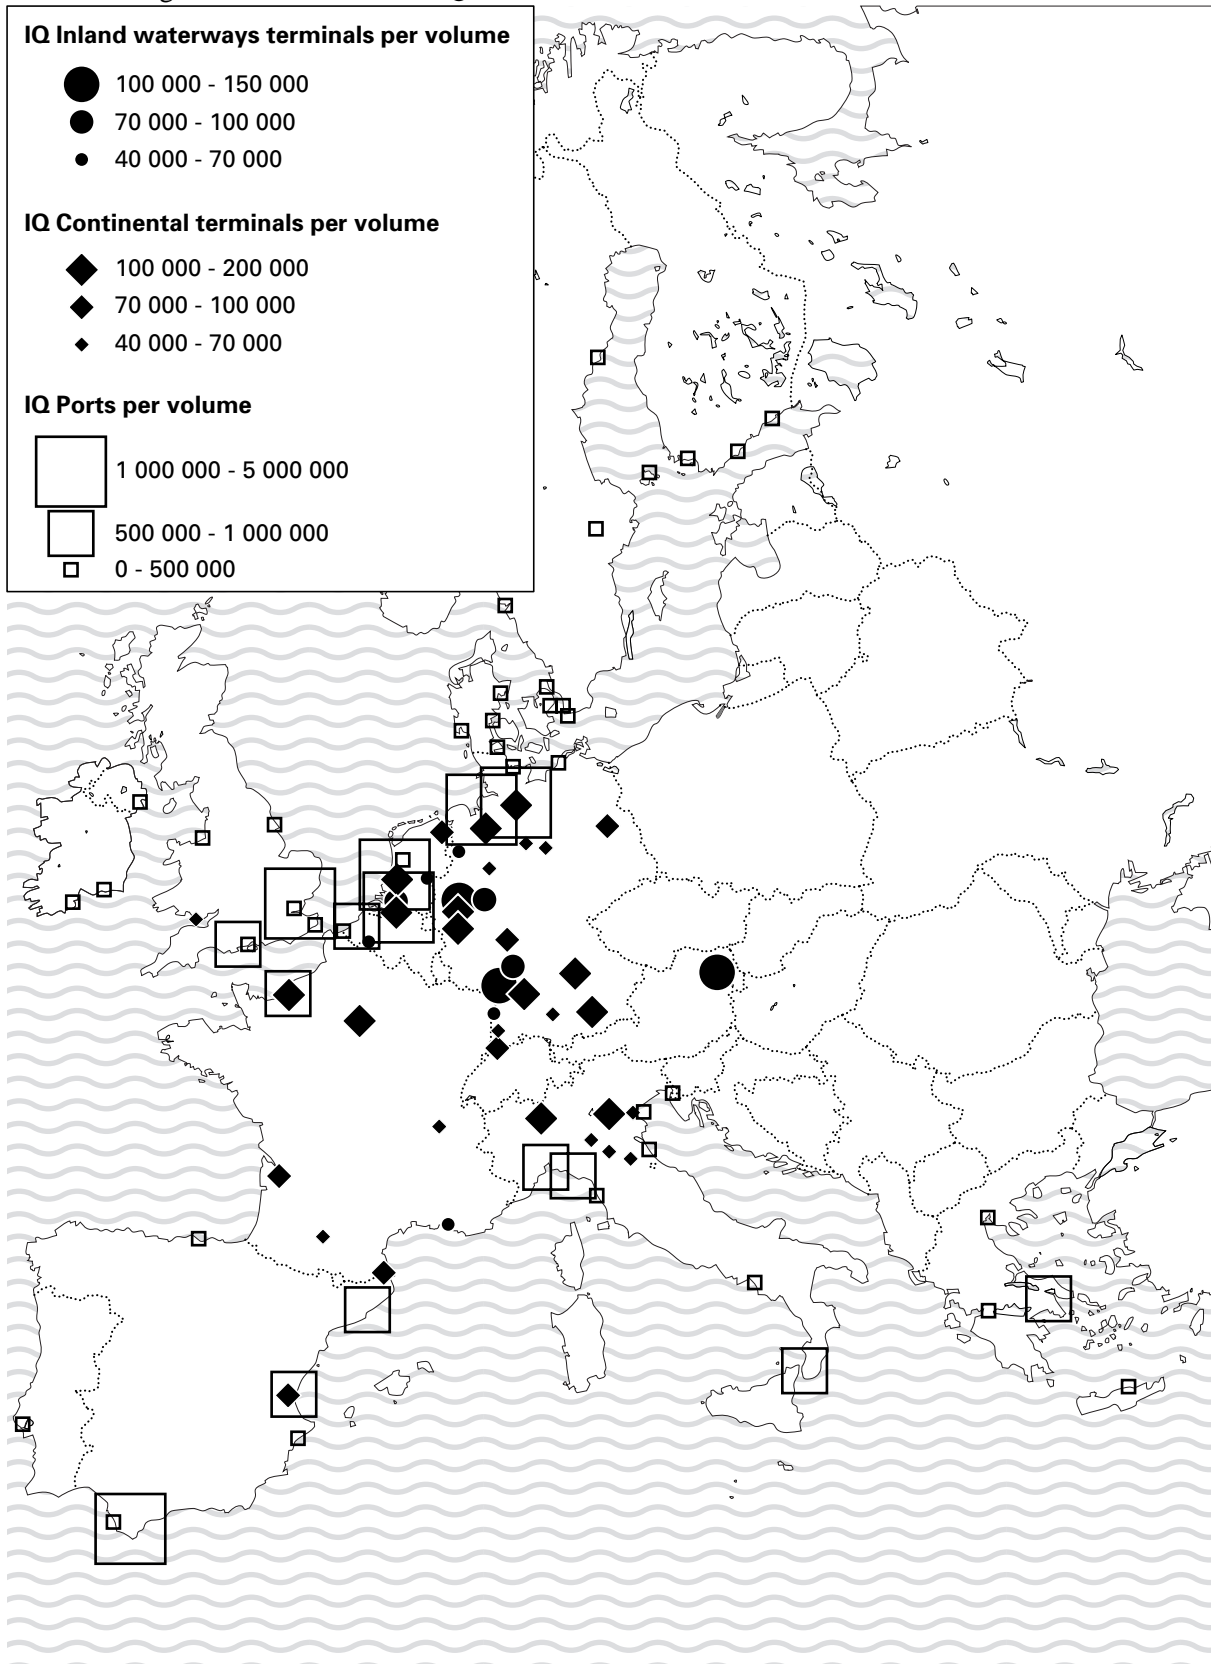 IQ Inland waterways terminals per volume
100 000 - 150 000
70 000 - 100 000
40 000 - 70 000
IQ Continental terminals per volume
100 000 - 200 000
70 000 - 100 000
40 000 - 70 000
IQ Ports per volume
1 000 000 - 5 000 000
500 000 - 1 000 000
0 - 500 000